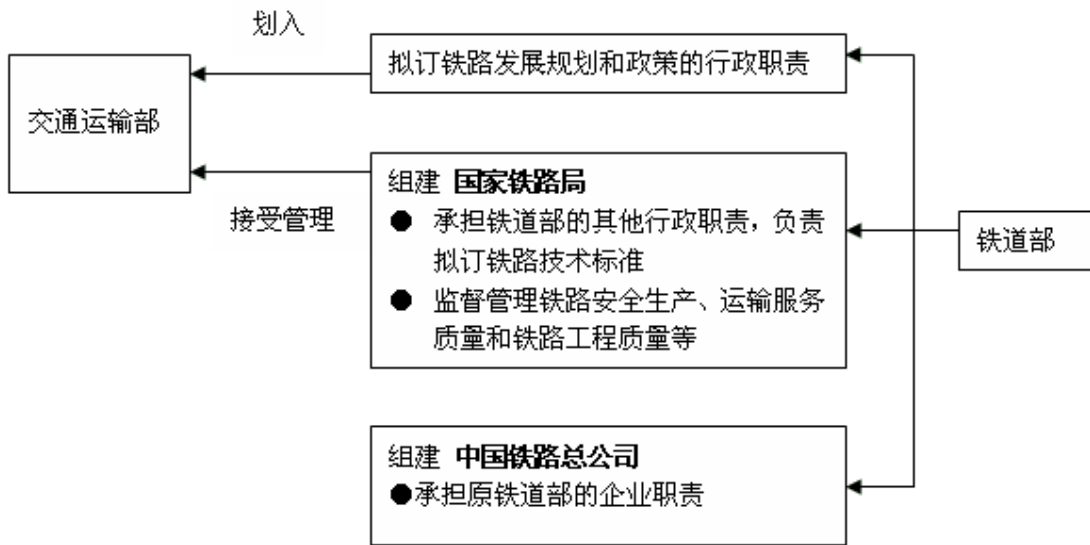 划入
拟订铁路发展规划和政策的行政职责
交通运输部
接受管理
组建 国家铁路局
● 承担铁道部的其他行政职责，负责
拟订铁路技术标准
● 监督管理铁路安全生产、运输服务
质量和铁路工程质量等
铁道部
组建 中国铁路总公司
●承担原铁道部的企业职责